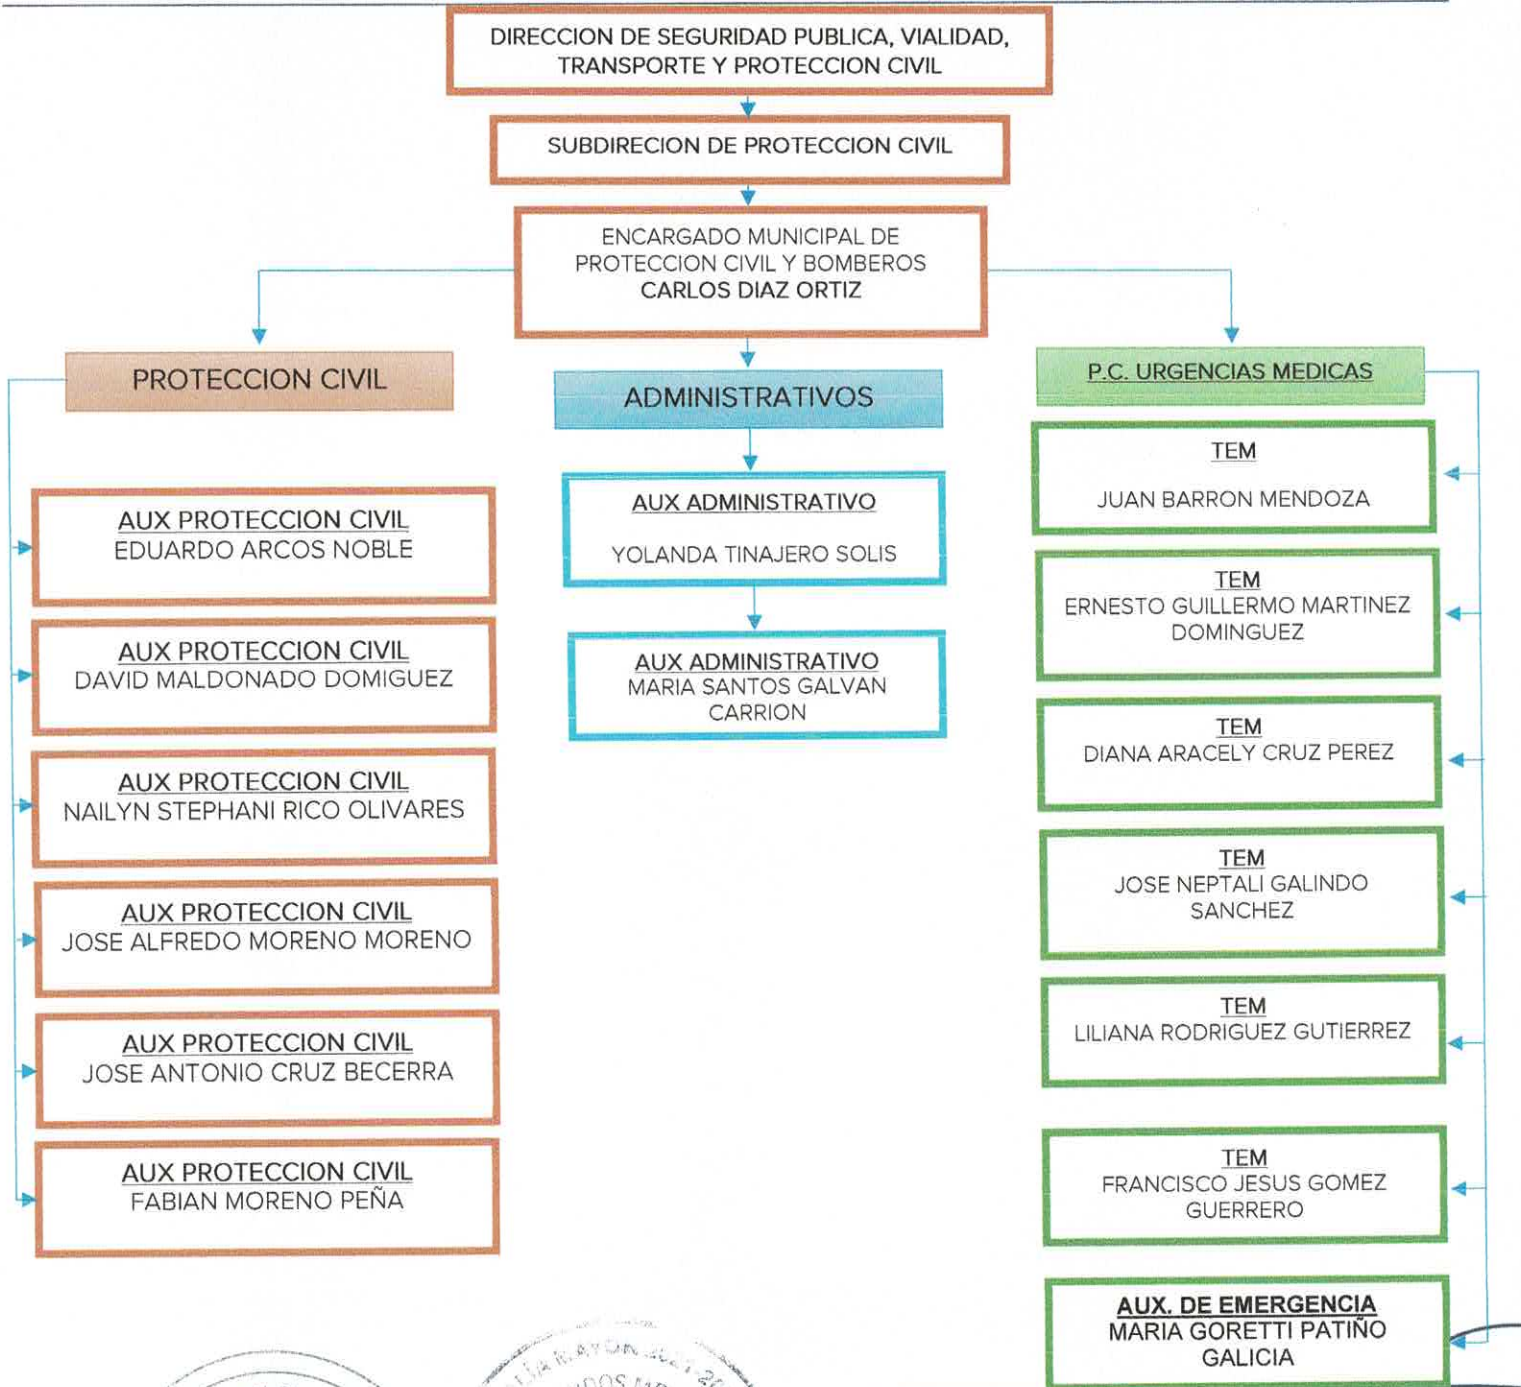 DIRECCION DE SEGURIDAD PUBLICA, VIALIDAD,
TRANSPORTE Y PROTECCION CIVIL
SUBDIRECION DE PROTECCION CIVIL
ENCARGADO MUNICIPAL DE
PROTECCION CIVIL Y BOMBEROS
CARLOS DIAZ ORTIZ
PROTECCION CIVIL
AUX PROTECCION CIVIL
EDUARDO ARCOS NOBLE
AUX PROTECCION CIVIL
DAVID MALDONADO DOMIGUEZ
AUX PROTECCION CIVIL
NAILYN STEPHANI RICO OLIVARES
AUX PROTECCION CIVIL
JOSE ALFREDO MORENO MORENO
AUX PROTECCION CIVIL
JOSE ANTONIO CRUZ BECERRA
AUX PROTECCION CIVIL
FABIAN MORENO PEÑA
ADMINISTRATIVOS
AUX ADMINISTRATIVO
YOLANDA TINAJERO SOLIS
AUX ADMINISTRATIVO
MARIA SANTOS GALVAN
CARRION
P.C. URGENCIAS MEDICAS
TEM
JUAN BARRON MENDOZA
TEM
ERNESTO GUILLERMO MARTINEZ
DOMINGUEZ
TEM
DIANA ARACELY CRUZ PEREZ
TEM
JOSE NEPTALI GALINDO
SANCHEZ
TEM
LILIANA RODRIGUEZ GUTIERREZ
TEM
FRANCISCO JESUS GOMEZ
GUERRERO
AUX. DE EMERGENCIA
MARIA GORETTI PATIÑO
GALICIA
MAYOR